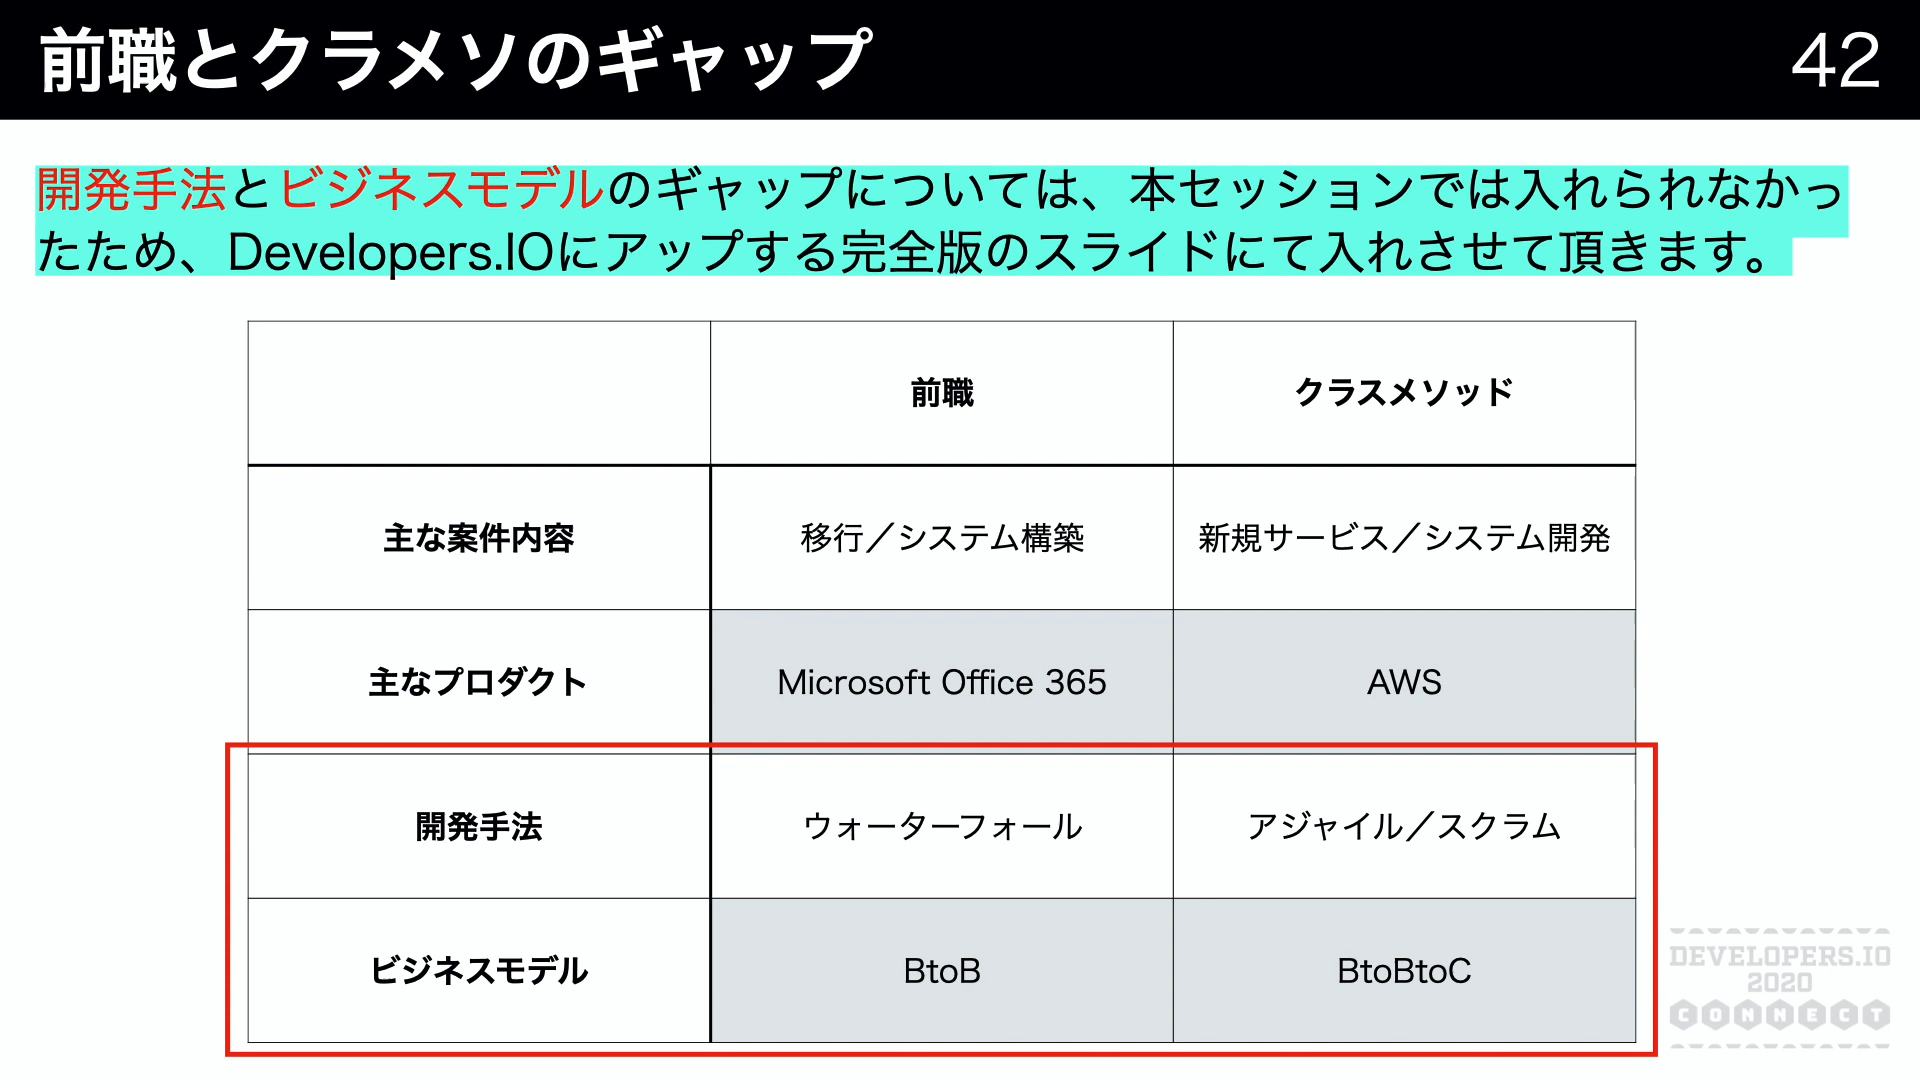 前職とクラメソのギャップ
42
開発手法とビジネスモデルのギャップについては、本セッションでは入れられなかっ
たため、Developers.IOにアップする完全版のスライドにて入れさせて頂きます。
前職 クラスメソッド
主な案件内容 移行／システム構築 新規サービス／システム開発
主なプロダクト Microsoft Office 365 AWS
開発手法 ウォーターフォール アジャイル／スクラム
ビジネスモデル BtoB BtoBtoC
DEVELOPERS.IO
2020
CONNECT